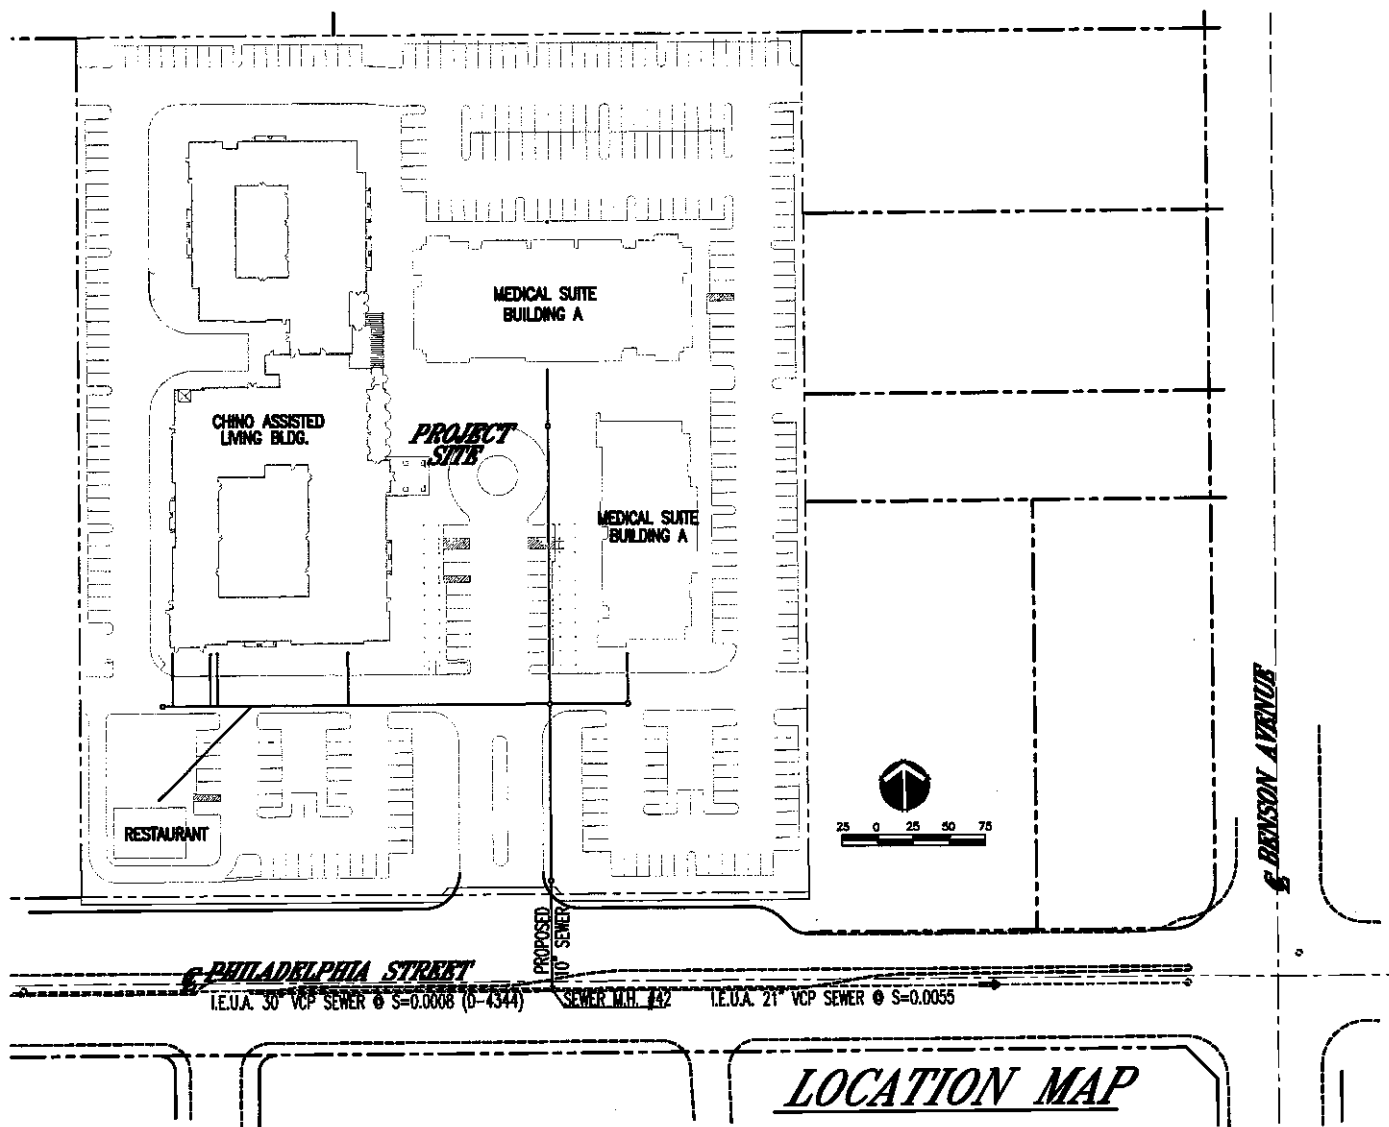 MEDICAL SUITE
BUILDING A
CHINO ASSISTED
LIVING BLDG.
PROJECT
SITE
MEDICAL SUITE
BUILDING A
BENSON AVENUE
RESTAURANT
25 0 25 50 75
PROPOSED
10" SEWER
PHILADELPHIA STREET
I.E.U.A. 30" VCP SEWER @ S=0.0008 (D-4344)
SEWER M.H. #42
I.E.U.A. 21" VCP SEWER @ S=0.0055
LOCATION MAP